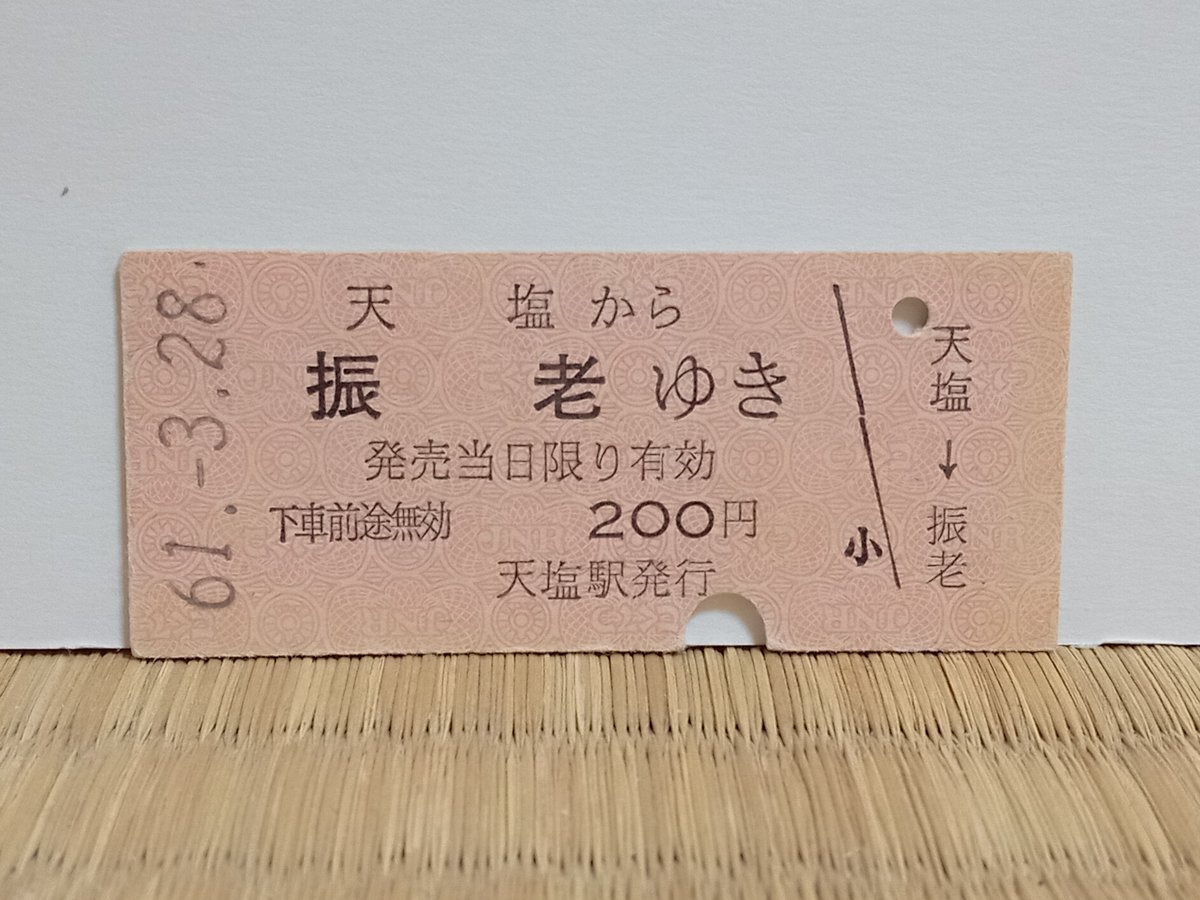 61.-3.28
天 塩 から
振 老 ゆき
発売当日限り有効
下車前途無効 200円
天塩駅発行
小
天塩→振老